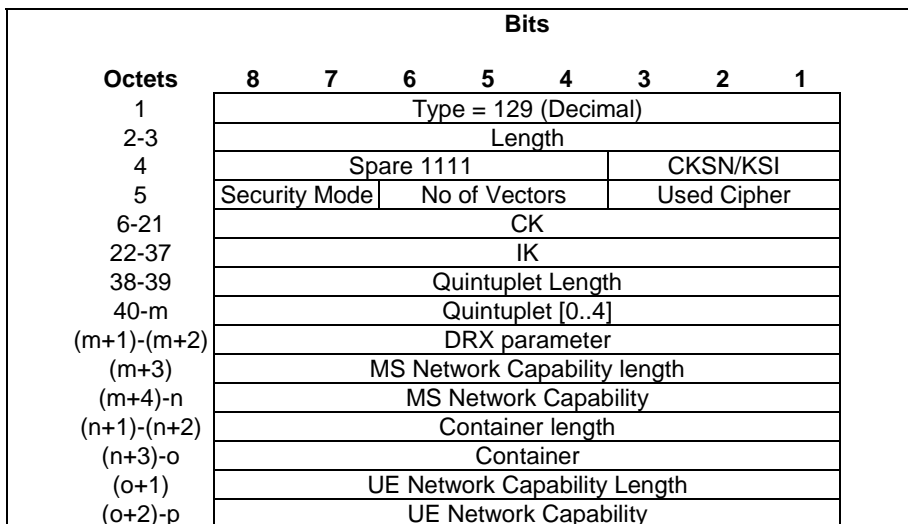 Bits
Octets 8 7 6 5 4 3 2 1
1 Type = 129 (Decimal)
2-3 Length
4 Spare 1111 CKSN/KSI
5 Security Mode No of Vectors Used Cipher
6-21 CK
22-37 IK
38-39 Quintuplet Length
40-m Quintuplet [0..4]
(m+1)-(m+2) DRX parameter
(m+3) MS Network Capability length
(m+4)-n MS Network Capability
(n+1)-(n+2) Container length
(n+3)-o Container
(o+1) UE Network Capability Length
(o+2)-p UE Network Capability